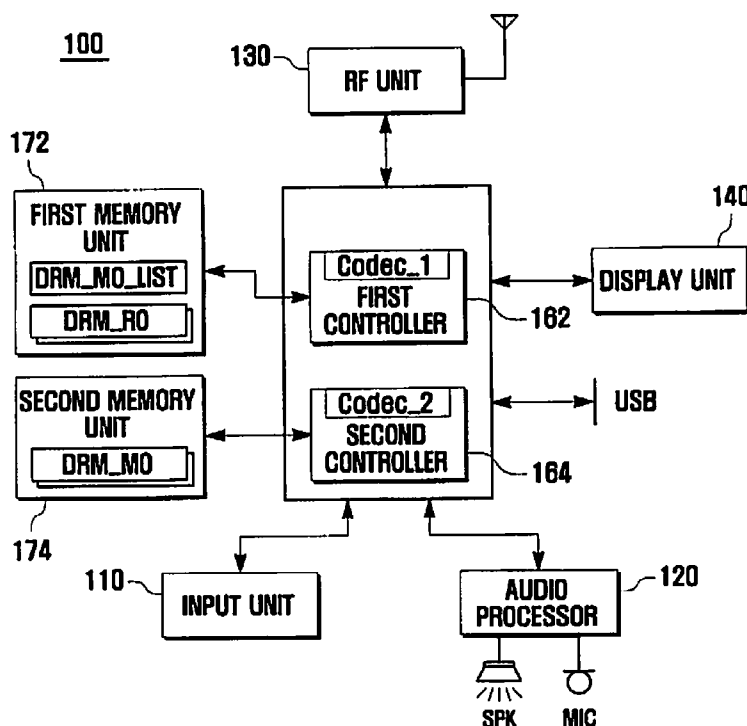 100
130
RF UNIT
172
FIRST MEMORY
UNIT
DRM_MO_LIST
DRM_RO
Codec_1
FIRST
CONTROLLER
162
140
DISPLAY UNIT
SECOND MEMORY
UNIT
DRM_MO
174
Codec_2
SECOND
CONTROLLER
164
USB
110
INPUT UNIT
AUDIO
PROCESSOR
120
SPK
MIC